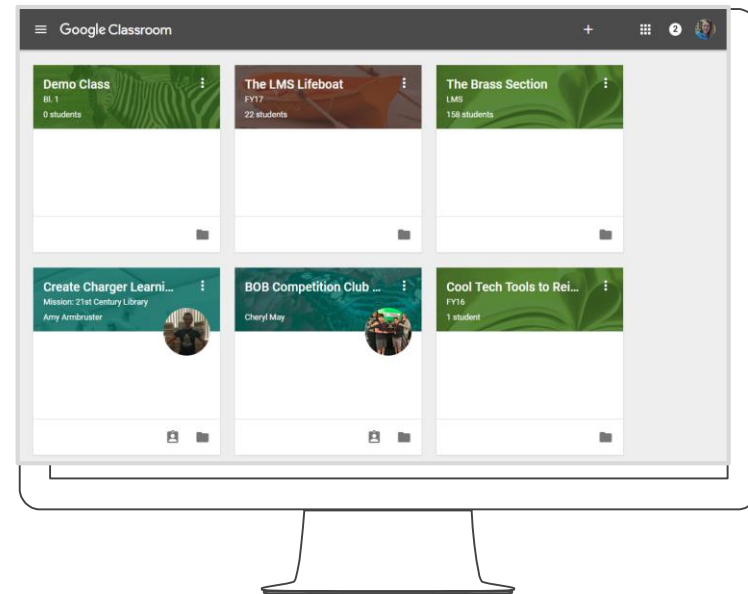 Google Classroom
2
Demo Class
Bl. 1
0 students
The LMS Lifeboat
FY17
22 students
The Brass Section
LMS
158 students
Create Charger Learni...
Mission: 21st Century Library
Amy Armbruster
BOB Competition Club ...
Cheryl May
Cool Tech Tools to Rei...
FY16
1 student